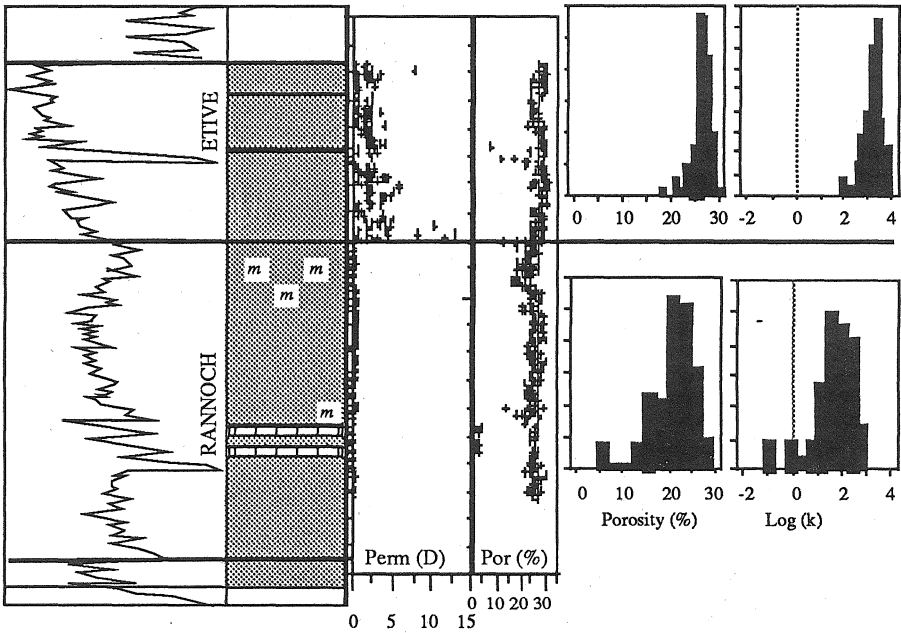 ETIVE
RANNOCH
m m
m
m
Perm (D)
Por (%)
0 5 10 15
0 10 20 30
0 10 20 30
-2 0 2 4
0 10 20 30
Porosity (%)
-2 0 2 4
Log (k)